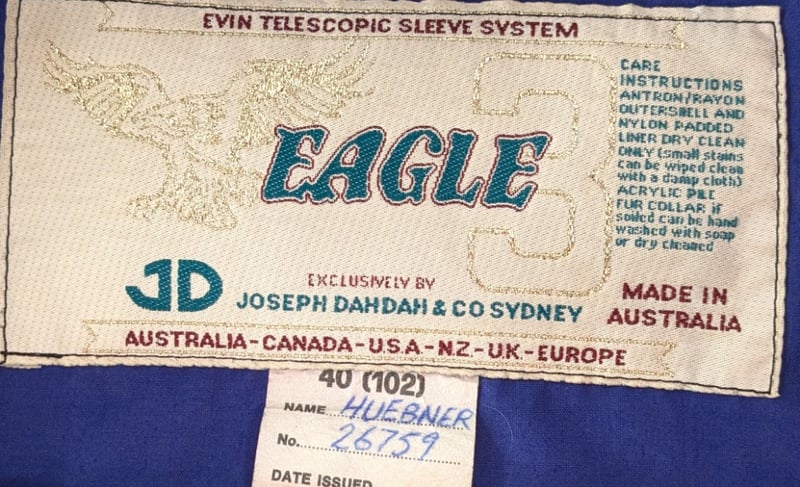 EVIN TELESCOPIC SLEEVE SYSTEM
EAGLE
3
CARE
INSTRUCTIONS
ANTRON/RAYON
OUTERSHELL AND
NYLON PADDED
LINER DRY CLEAN
ONLY (small stains
can be wiped clean
with a damp cloth)
ACRYLIC PILE
FUR COLLAR if
soiled can be hand
washed with soap
or dry cleaned
JD
EXCLUSIVELY BY
JOSEPH DAHDAH & CO SYDNEY
MADE IN
AUSTRALIA
AUSTRALIA-CANADA-U.S.A-N.Z.-U.K.-EUROPE
40 (102)
NAME HUEBNER
No. 26759
DATE ISSUED